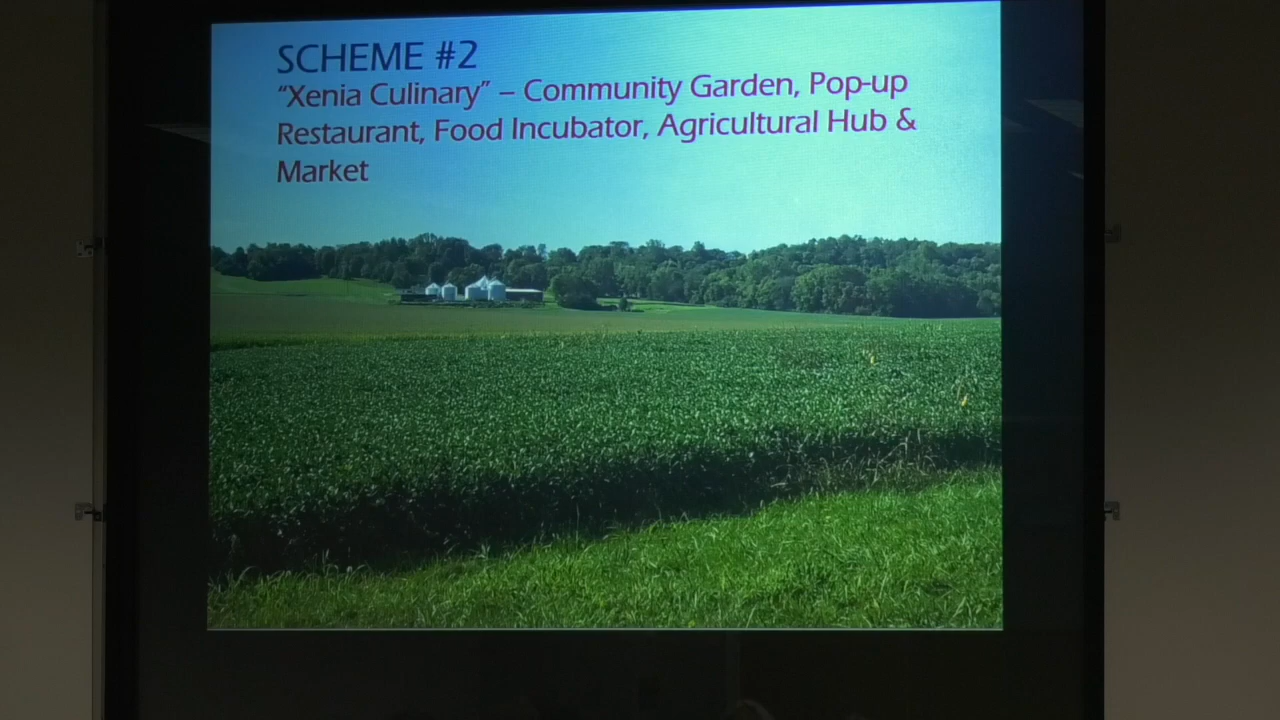 SCHEME #2
“Xenia Culinary” – Community Garden, Pop-up
Restaurant, Food Incubator, Agricultural Hub &
Market